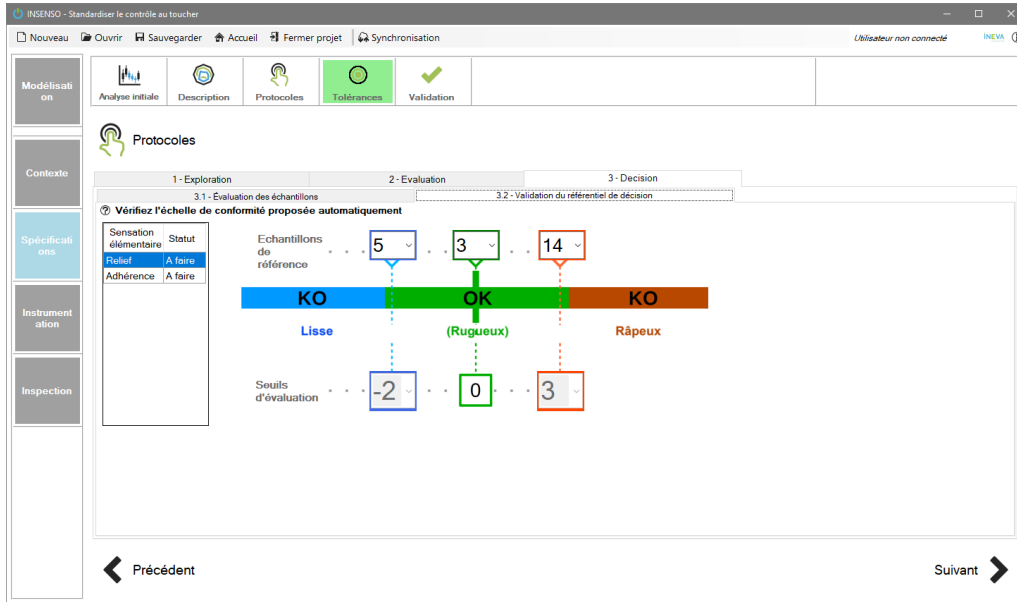 INSENSO - Standardiser le contrôle au toucher
Nouveau Ouvrir Sauvegarder Accueil Fermer projet Synchronisation Utilisateur non connecté INEVA
Modélisati
on
Analyse initiale Description Protocoles Tolérances Validation
Protocoles
Contexte
1 - Exploration 2 - Evaluation 3 - Decision
3.1 - Évaluation des échantillons 3.2 - Validation du référentiel de décision
Vérifiez l'échelle de conformité proposée automatiquement
Spécificati
ons
Sensation
élémentaire Statut
Relief A faire
Adhérence A faire
Echantillons
de
référence
5 3 14
KO OK KO
Lisse (Rugueux) Râpeux
Instrument
ation
Seuils
d'évaluation
-2 0 3
Inspection
Précédent Suivant